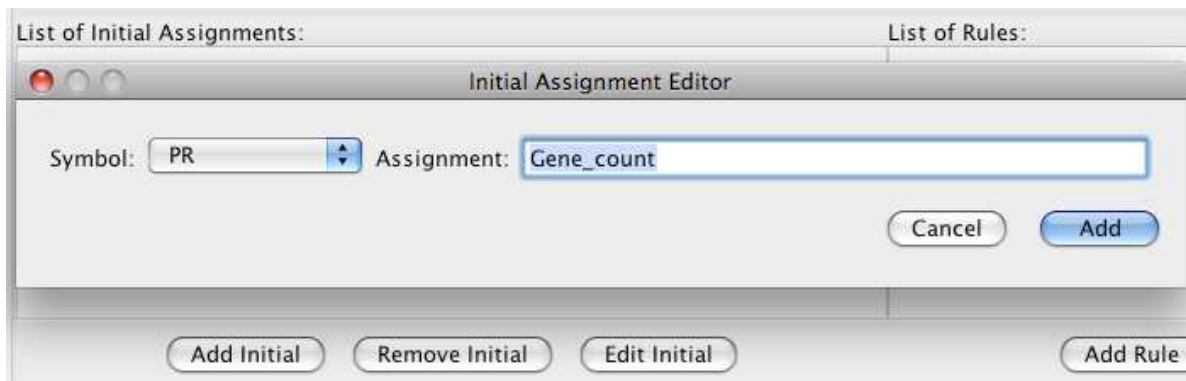 List of Initial Assignments: List of Rules:
Initial Assignment Editor
Symbol: PR Assignment: Gene_count
Cancel Add
Add Initial Remove Initial Edit Initial Add Rule